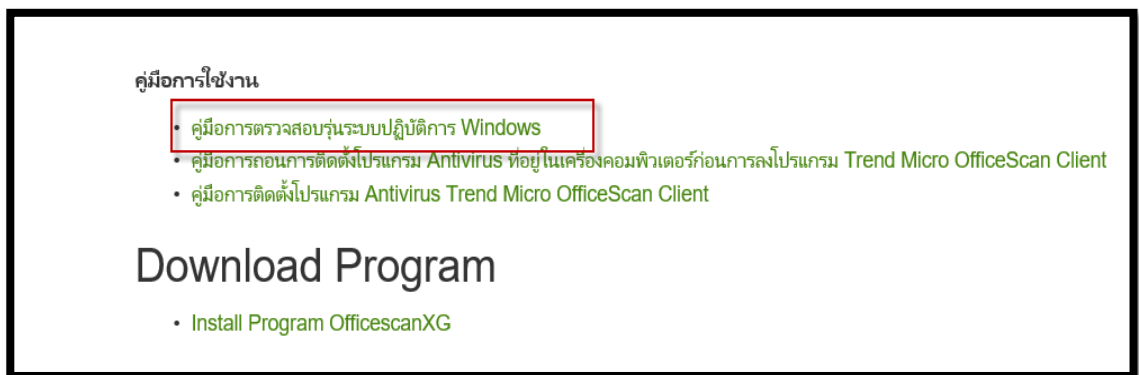 คู่มือการใช้งาน
• คู่มือการตรวจสอบรุ่นระบบปฏิบัติการ Windows
• คู่มือการถอนการติดตั้งโปรแกรม Antivirus ที่อยู่ในเครื่องคอมพิวเตอร์ก่อนการลงโปรแกรม Trend Micro OfficeScan Client
• คู่มือการติดตั้งโปรแกรม Antivirus Trend Micro OfficeScan Client
Download Program
• Install Program OfficescanXG